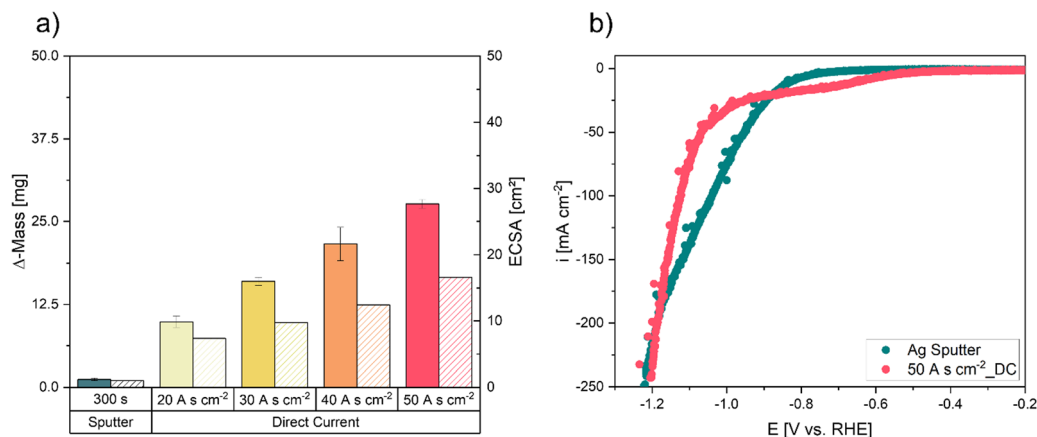 a)
50.0
37.5
25.0
12.5
0.0
Δ-Mass [mg]
50
40
30
20
10
0
ECSA [cm²]
300 s
20 A s cm⁻²
30 A s cm⁻²
40 A s cm⁻²
50 A s cm⁻²
Sputter
Direct Current
b)
0
-50
-100
-150
-200
-250
i [mA cm⁻²]
Ag Sputter
50 A s cm⁻²_DC
-1.2
-1.0
-0.8
-0.6
-0.4
-0.2
E [V vs. RHE]